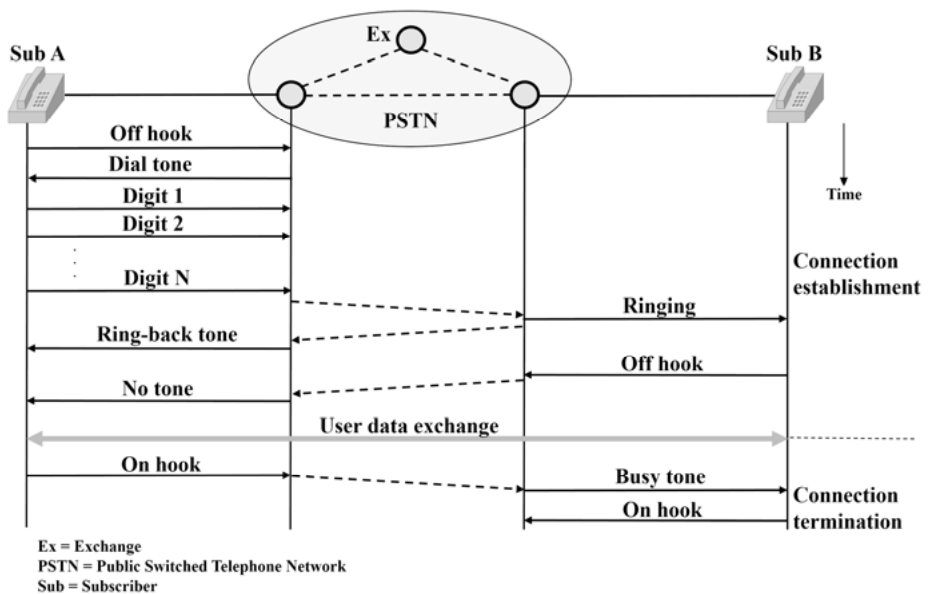 Ex
Sub A
Sub B
PSTN
Off hook
Dial tone
Time
Digit 1
Digit 2
Connection
establishment
Digit N
Ringing
Ring-back tone
Off hook
No tone
User data exchange
On hook
Busy tone
Connection
termination
On hook
Ex = Exchange
PSTN = Public Switched Telephone Network
Sub = Subscriber